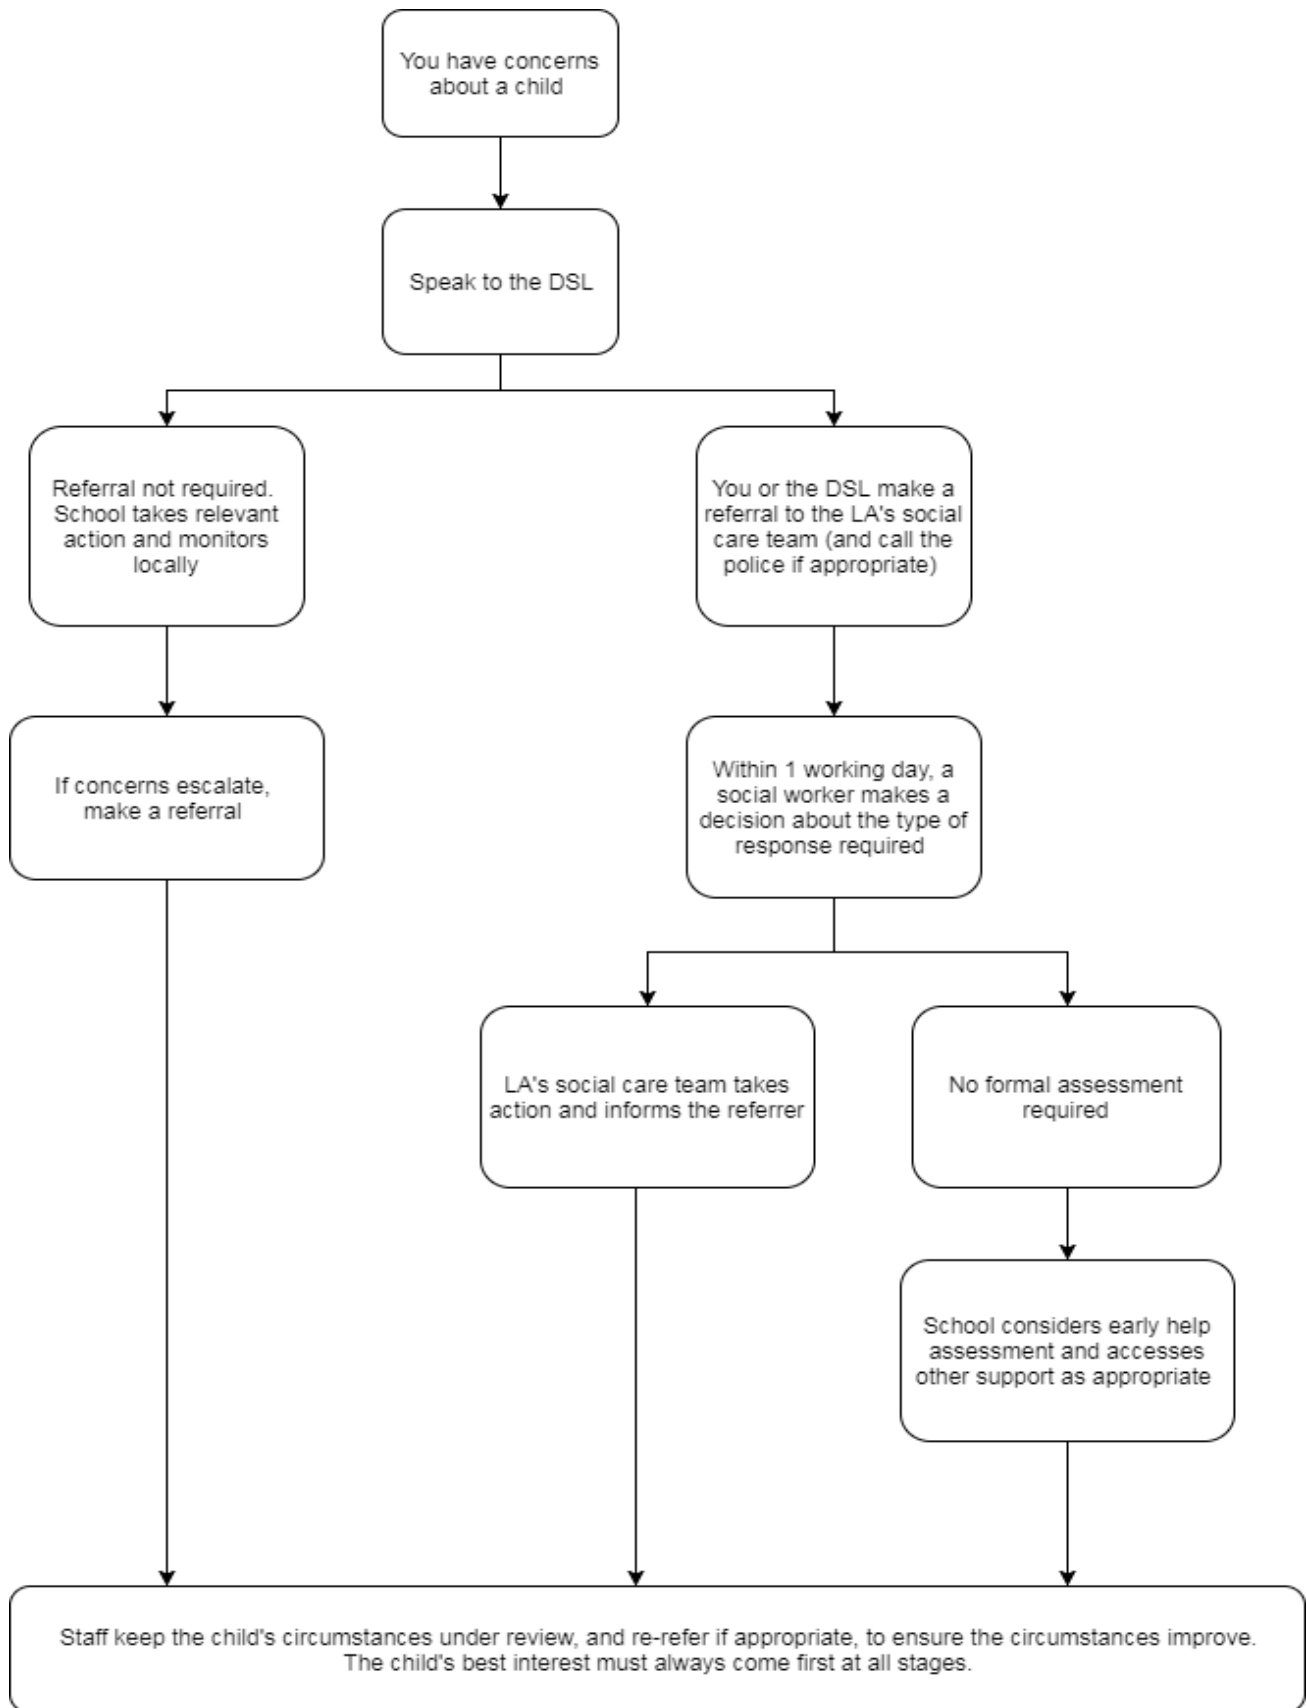 You have concerns
about a child
Speak to the DSL
Referral not required.
School takes relevant
action and monitors
locally
You or the DSL make a
referral to the LA's social
care team (and call the
police if appropriate)
If concerns escalate,
make a referral
Within 1 working day, a
social worker makes a
decision about the type of
response required
LA's social care team takes
action and informs the referrer
No formal assessment
required
School considers early help
assessment and accesses
other support as appropriate
Staff keep the child's circumstances under review, and re-refer if appropriate, to ensure the circumstances improve.
The child's best interest must always come first at all stages.